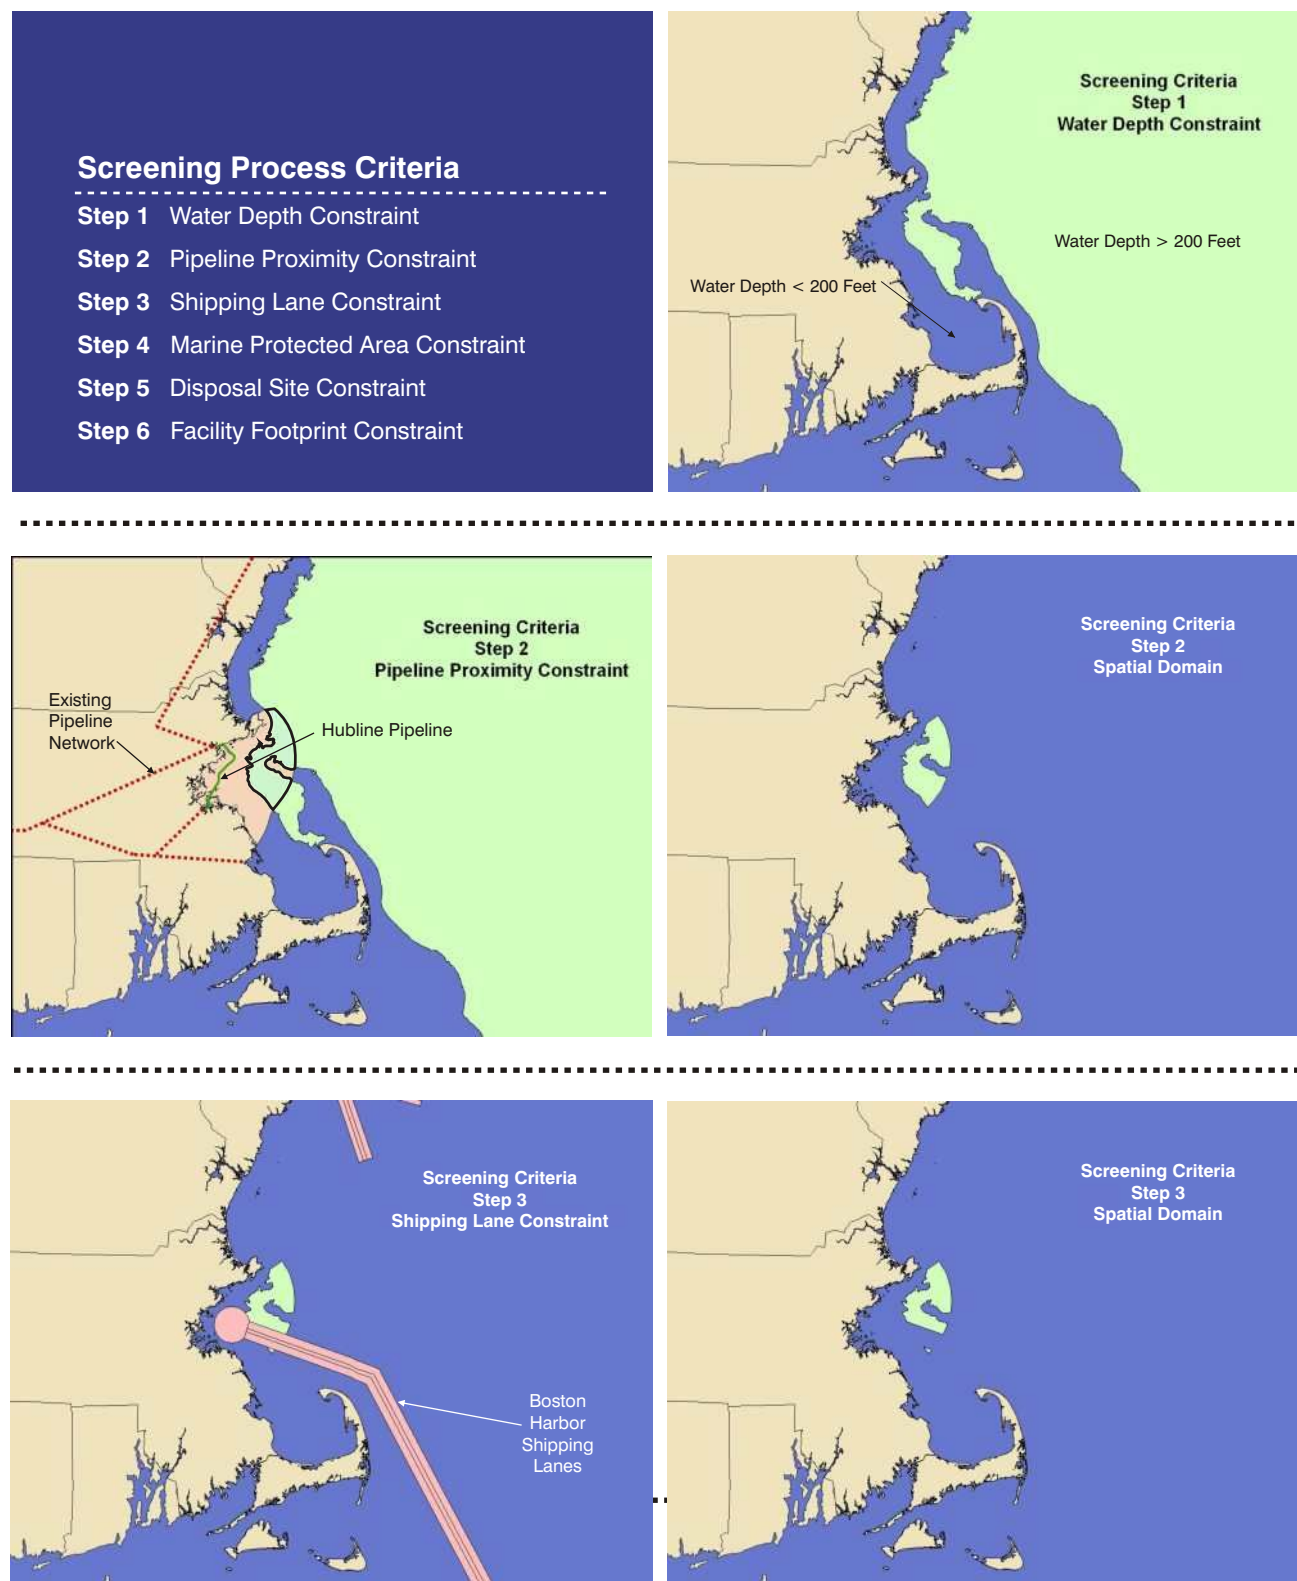 Screening Process Criteria
Step 1 Water Depth Constraint
Step 2 Pipeline Proximity Constraint
Step 3 Shipping Lane Constraint
Step 4 Marine Protected Area Constraint
Step 5 Disposal Site Constraint
Step 6 Facility Footprint Constraint
Screening Criteria
Step 1
Water Depth Constraint
Water Depth > 200 Feet
Water Depth < 200 Feet
Screening Criteria
Step 2
Pipeline Proximity Constraint
Existing
Pipeline
Network
Hubline Pipeline
Screening Criteria
Step 2
Spatial Domain
Screening Criteria
Step 3
Shipping Lane Constraint
Boston
Harbor
Shipping
Lanes
Screening Criteria
Step 3
Spatial Domain